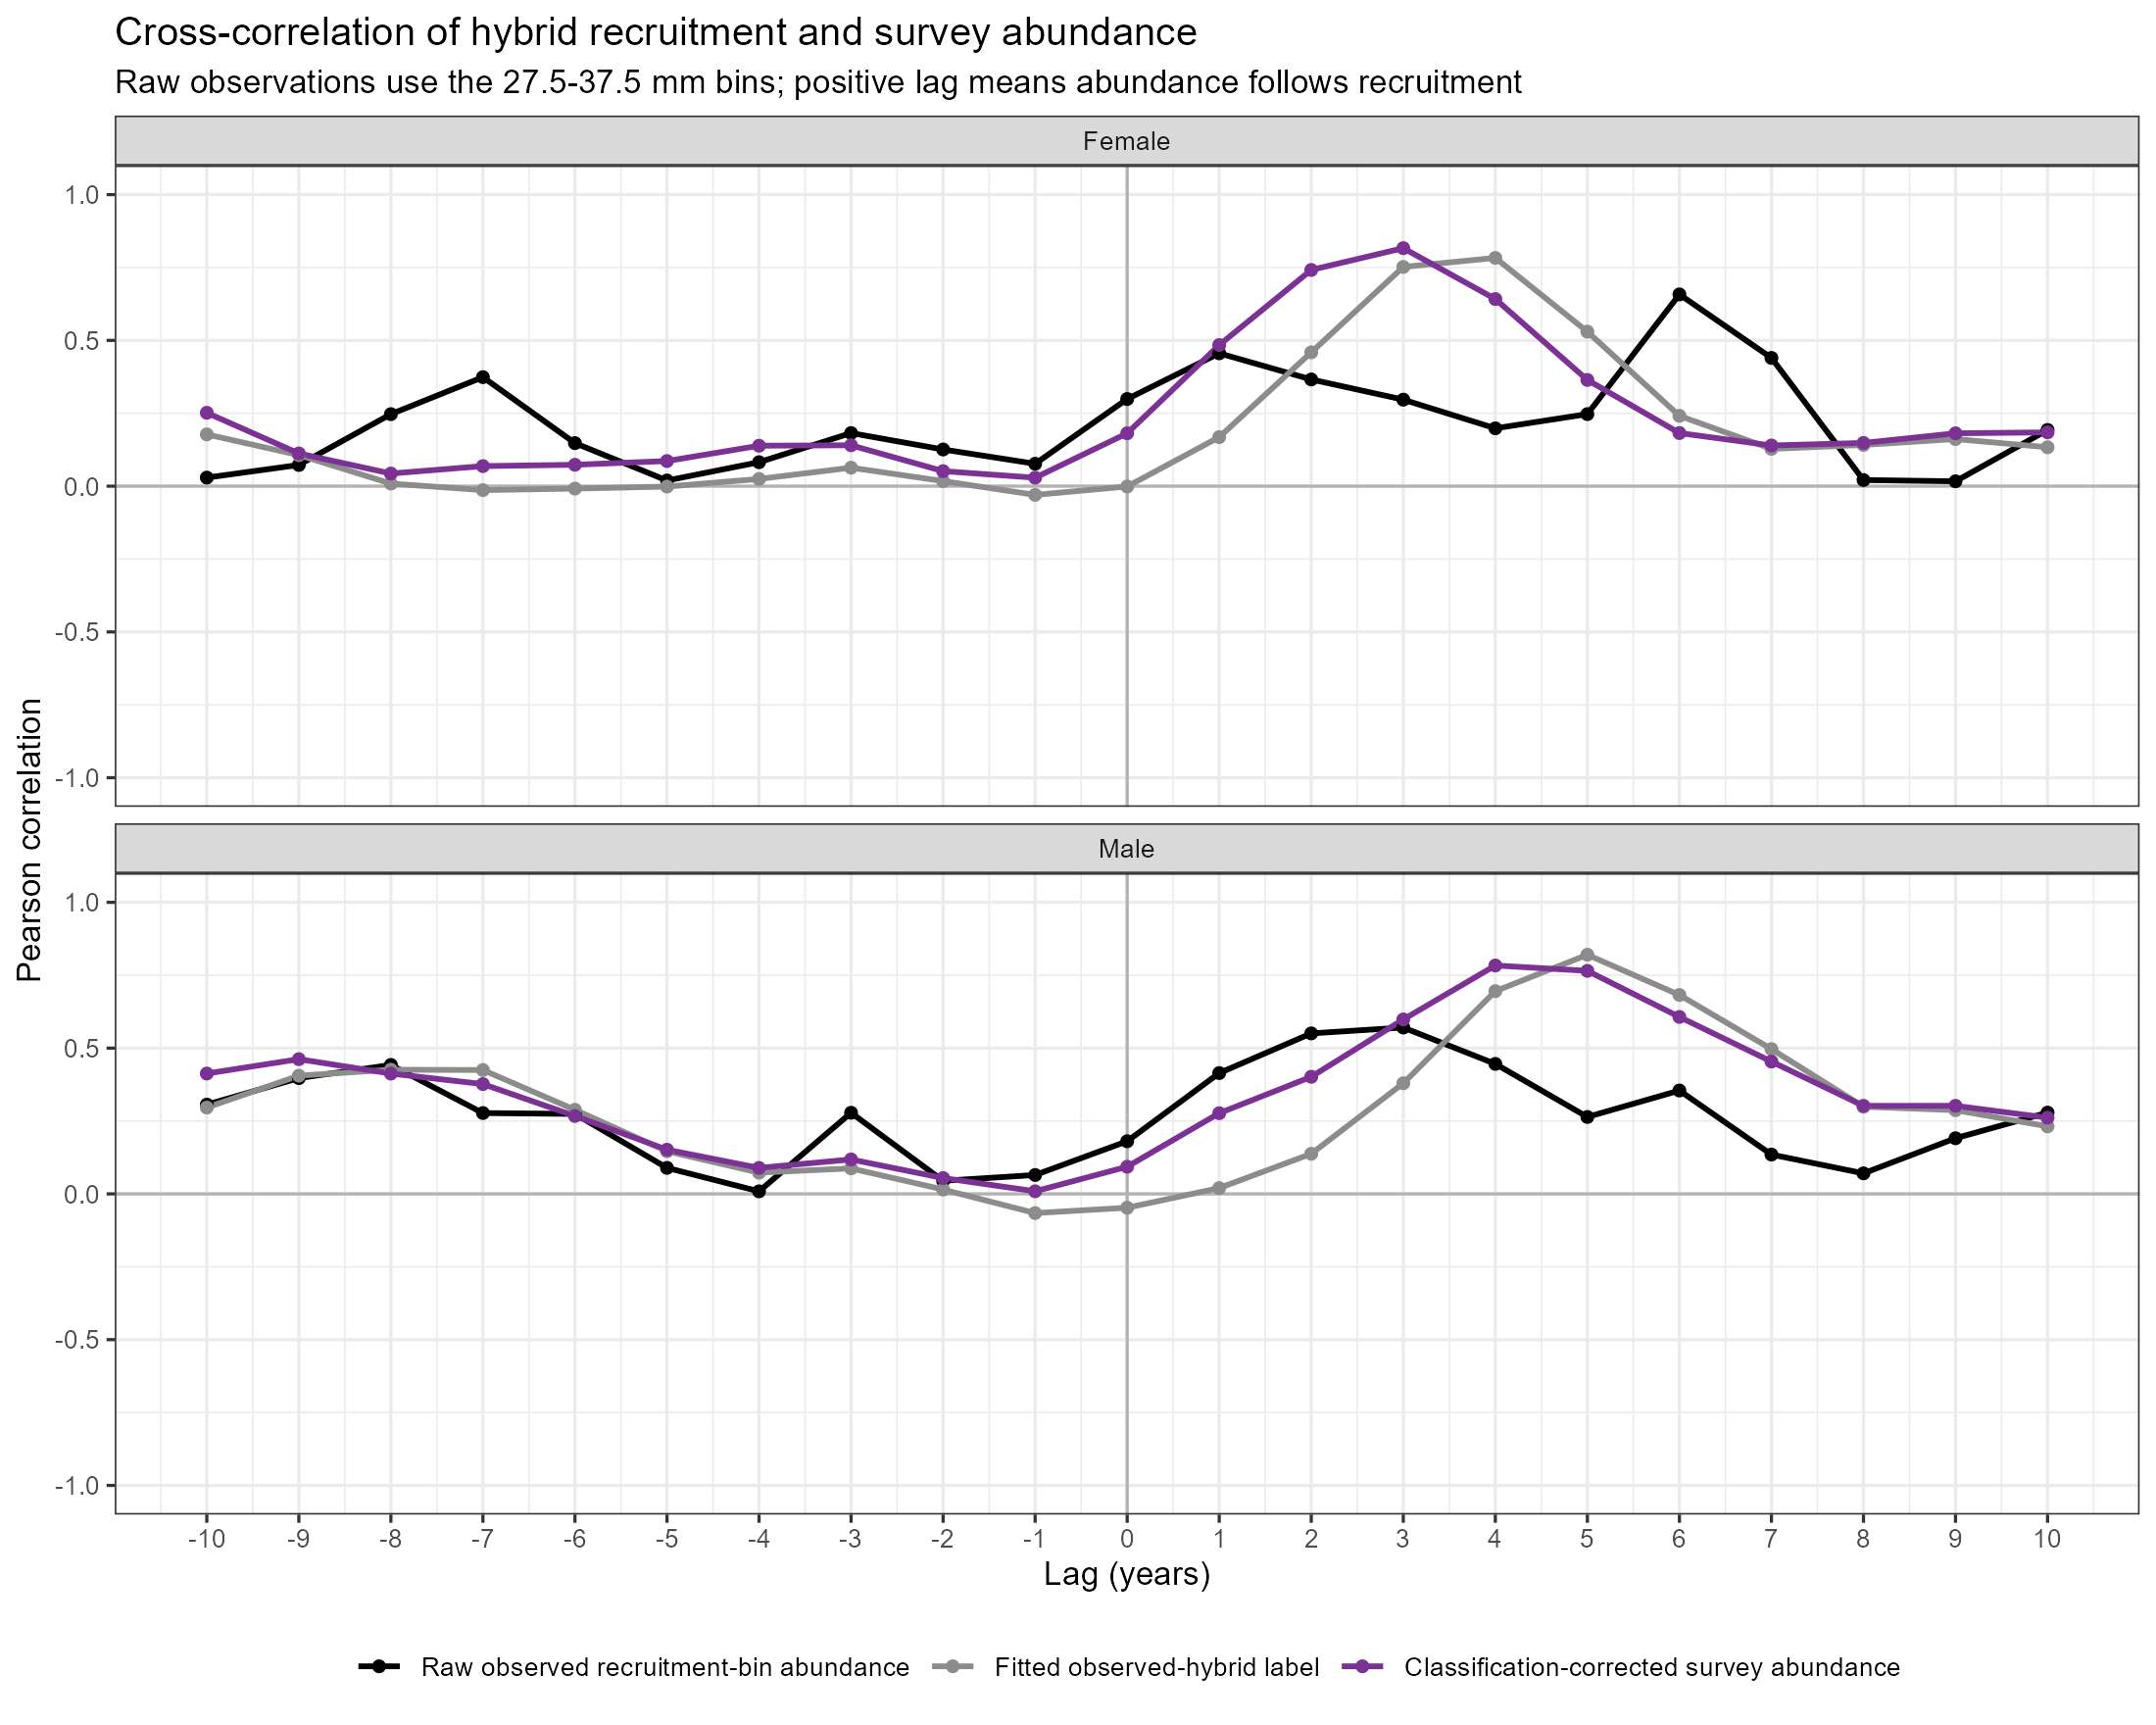 Cross-correlation of hybrid recruitment and survey abundance
Raw observations use the 27.5-37.5 mm bins; positive lag means abundance follows recruitment
Female
1.0
0.5
0.0
-0.5
-1.0
Pearson correlation
Male
1.0
0.5
0.0
-0.5
-1.0
-10 -9 -8 -7 -6 -5 -4 -3 -2 -1 0 1 2 3 4 5 6 7 8 9 10
Lag (years)
Raw observed recruitment-bin abundance Fitted observed-hybrid label Classification-corrected survey abundance